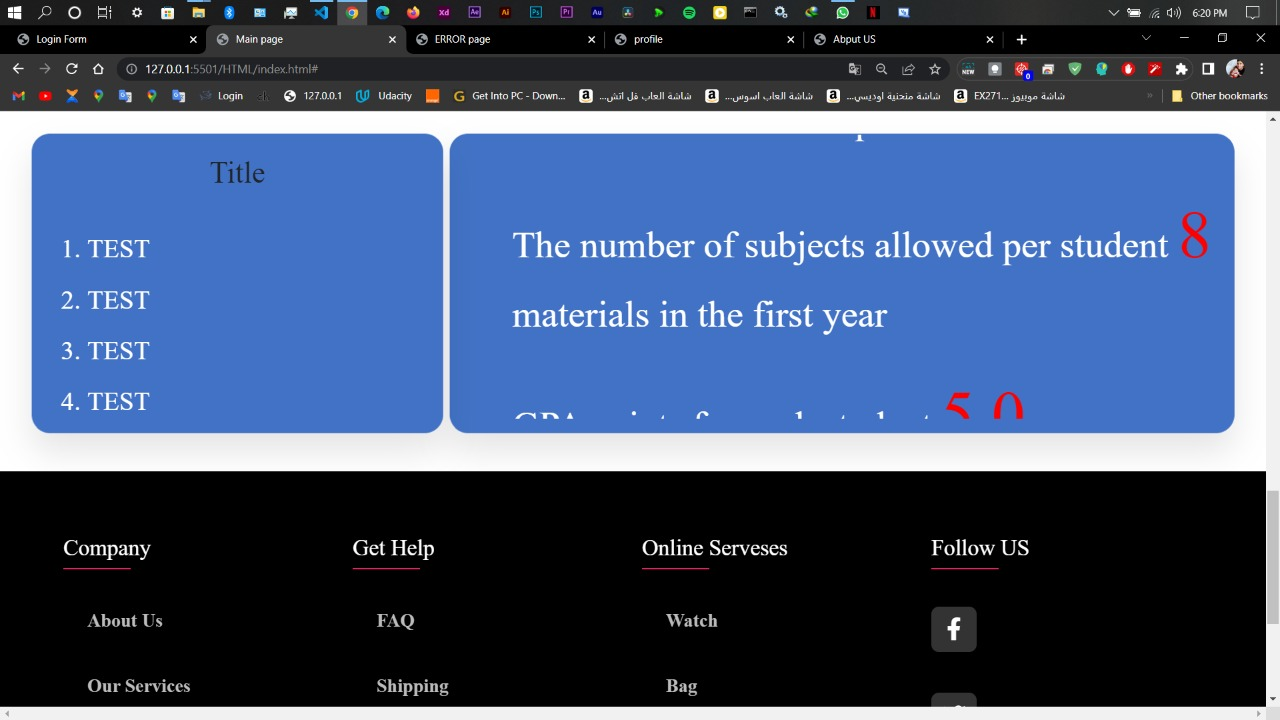 6:20 PM
Login Form
Main page
ERROR page
profile
Abput US
127.0.0.1:5501/HTML/index.html#
NEW
0
Login
127.0.0.1
Udacity
Get Into PC - Down...
شاشة العاب فل اتش...
شاشة العاب اسوس...
شاشة منحنية اوديسي...
شاشة موبيوز EX271...
Other bookmarks
Title
1. TEST
2. TEST
3. TEST
4. TEST
The number of subjects allowed per student 8
materials in the first year
5.0
Company
Get Help
Online Serveses
Follow US
About Us
FAQ
Watch
Our Services
Shipping
Bag